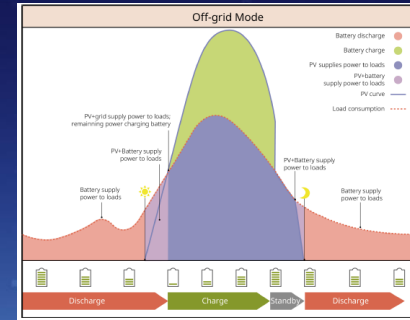 Off-grid Mode
Battery discharge
Battery charge
PV supplies power to loads
PV+battery
supply power to loads
PV curve
Load consumption
PV+grid supply power to loads;
remainning power charging battery
PV+Battery supply
power to loads
Battery supply
power to loads
PV+Battery supply
power to loads
Battery supply
power to loads
Discharge
Charge
Standby
Discharge